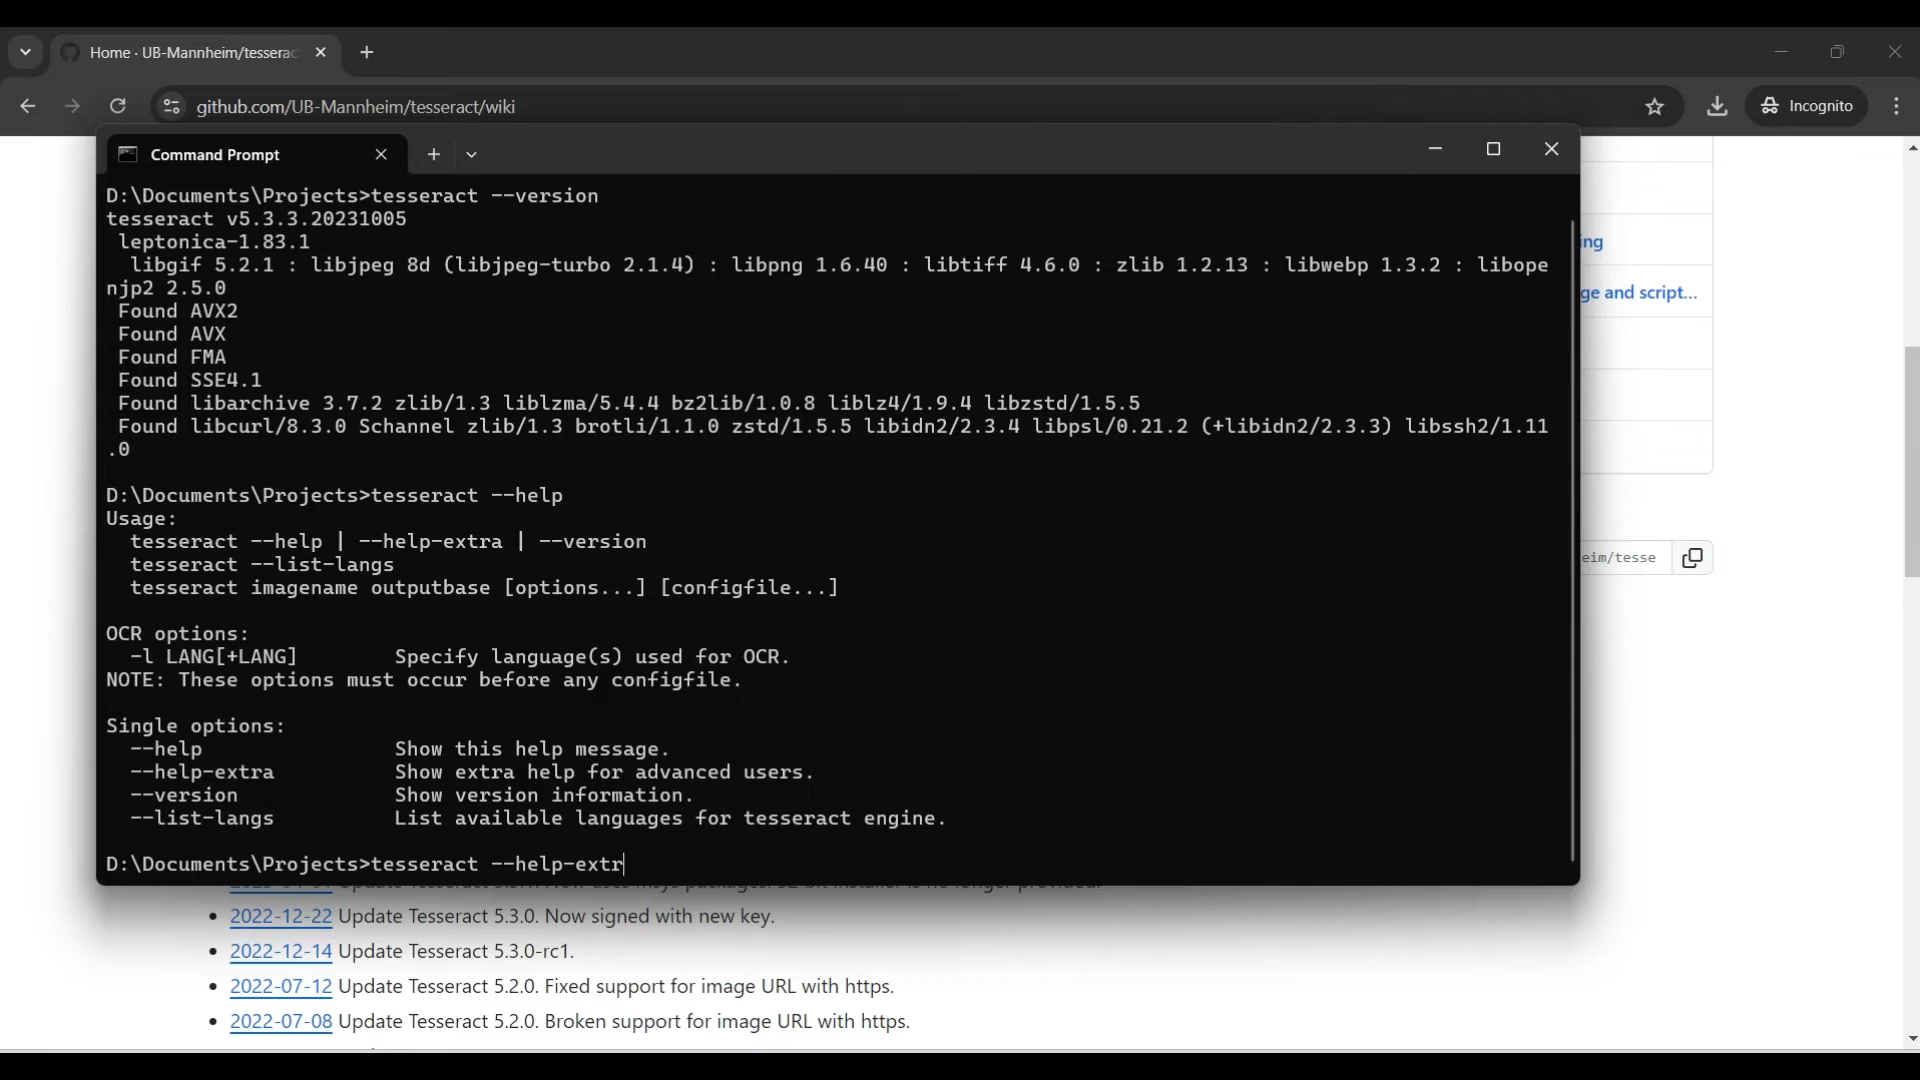 Home · UB-Mannheim/tesserac
github.com/UB-Mannheim/tesseract/wiki
Incognito
Command Prompt
D:\Documents\Projects>tesseract --version
tesseract v5.3.3.20231005
leptonica-1.83.1
libgif 5.2.1 : libjpeg 8d (libjpeg-turbo 2.1.4) : libpng 1.6.40 : libtiff 4.6.0 : zlib 1.2.13 : libwebp 1.3.2 : libope
njp2 2.5.0
Found AVX2
Found AVX
Found FMA
Found SSE4.1
Found libarchive 3.7.2 zlib/1.3 liblzma/5.4.4 bz2lib/1.0.8 liblz4/1.9.4 libzstd/1.5.5
Found libcurl/8.3.0 Schannel zlib/1.3 brotli/1.1.0 zstd/1.5.5 libidn2/2.3.4 libpsl/0.21.2 (+libidn2/2.3.3) libssh2/1.11
.0
D:\Documents\Projects>tesseract --help
Usage:
tesseract --help | --help-extra | --version
tesseract --list-langs
tesseract imagename outputbase [options...] [configfile...]
OCR options:
-l LANG[+LANG] Specify language(s) used for OCR.
NOTE: These options must occur before any configfile.
Single options:
--help Show this help message.
--help-extra Show extra help for advanced users.
--version Show version information.
--list-langs List available languages for tesseract engine.
D:\Documents\Projects>tesseract --help-extr
ing
ge and script...
eim/tesse
2022-12-22 Update Tesseract 5.3.0. Now signed with new key.
2022-12-14 Update Tesseract 5.3.0-rc1.
2022-07-12 Update Tesseract 5.2.0. Fixed support for image URL with https.
2022-07-08 Update Tesseract 5.2.0. Broken support for image URL with https.